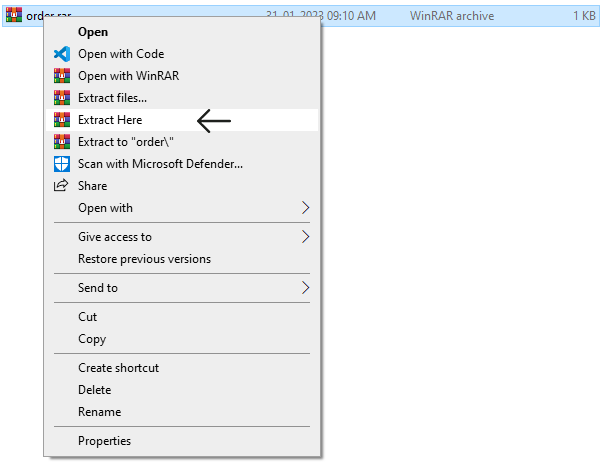 order.rar 31-01-2023 09:10 AM WinRAR archive 1 KB
Open
Open with Code
Open with WinRAR
Extract files...
Extract Here
Extract to "order\"
Scan with Microsoft Defender...
Share
Open with
Give access to
Restore previous versions
Send to
Cut
Copy
Create shortcut
Delete
Rename
Properties